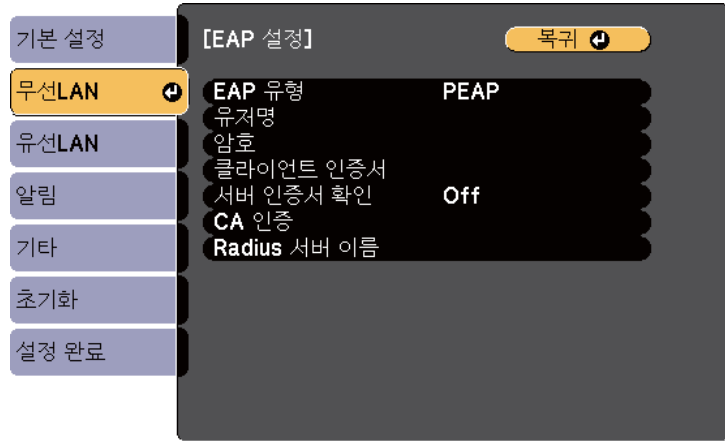 기본 설정
무선LAN
유선LAN
알림
기타
초기화
설정 완료
[EAP 설정]
복귀
EAP 유형 PEAP
유저명
암호
클라이언트 인증서
서버 인증서 확인 Off
CA 인증
Radius 서버 이름